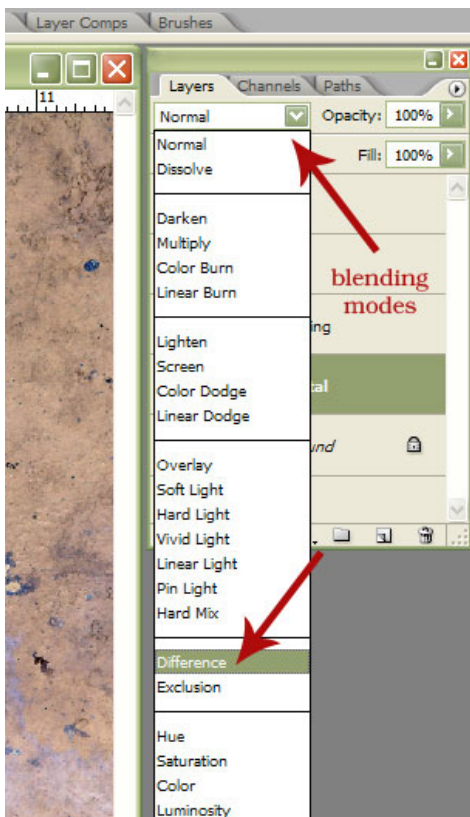 Layer Comps Brushes
11
Layers Channels Paths
Normal Opacity: 100%
Fill: 100%
Normal
Dissolve
Darken
Multiply
Color Burn
Linear Burn
blending
modes
Lighten
Screen
Color Dodge
Linear Dodge
Overlay
Soft Light
Hard Light
Vivid Light
Linear Light
Pin Light
Hard Mix
Difference
Exclusion
Hue
Saturation
Color
Luminosity